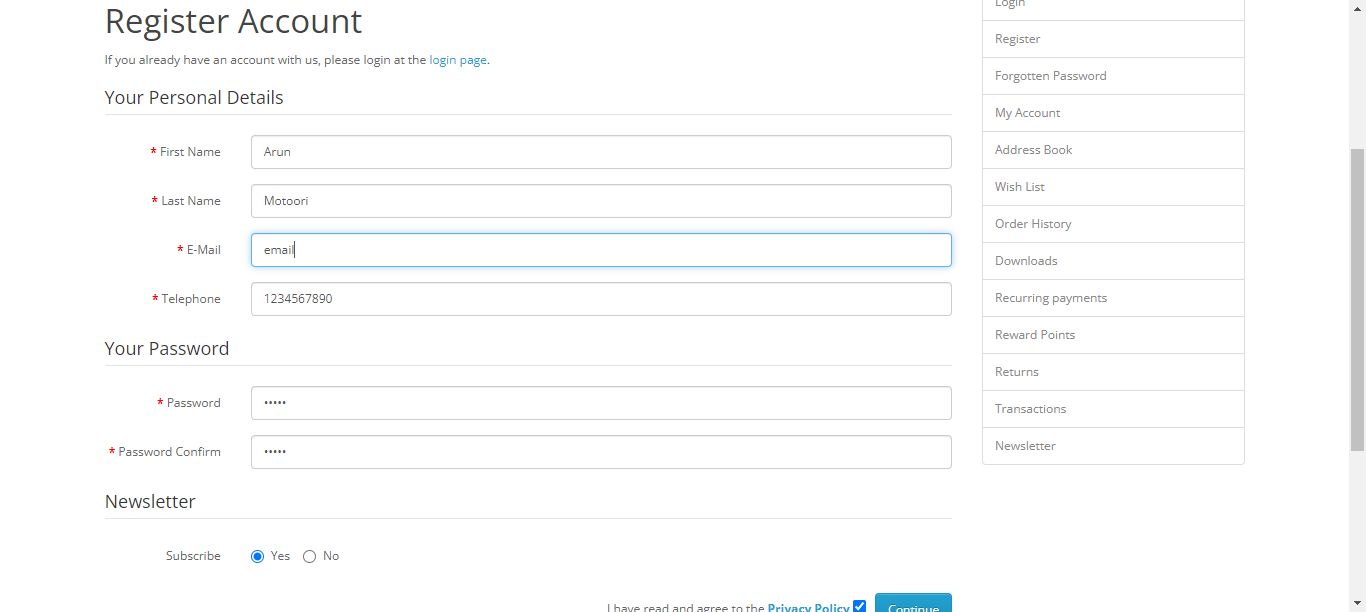 Register Account
If you already have an account with us, please login at the login page.
Your Personal Details
* First Name Arun
* Last Name Motoori
* E-Mail email
* Telephone 1234567890
Your Password
* Password •••••
* Password Confirm •••••
Newsletter
Subscribe Yes No
I have read and agree to the Privacy Policy Continue
Login
Register
Forgotten Password
My Account
Address Book
Wish List
Order History
Downloads
Recurring payments
Reward Points
Returns
Transactions
Newsletter